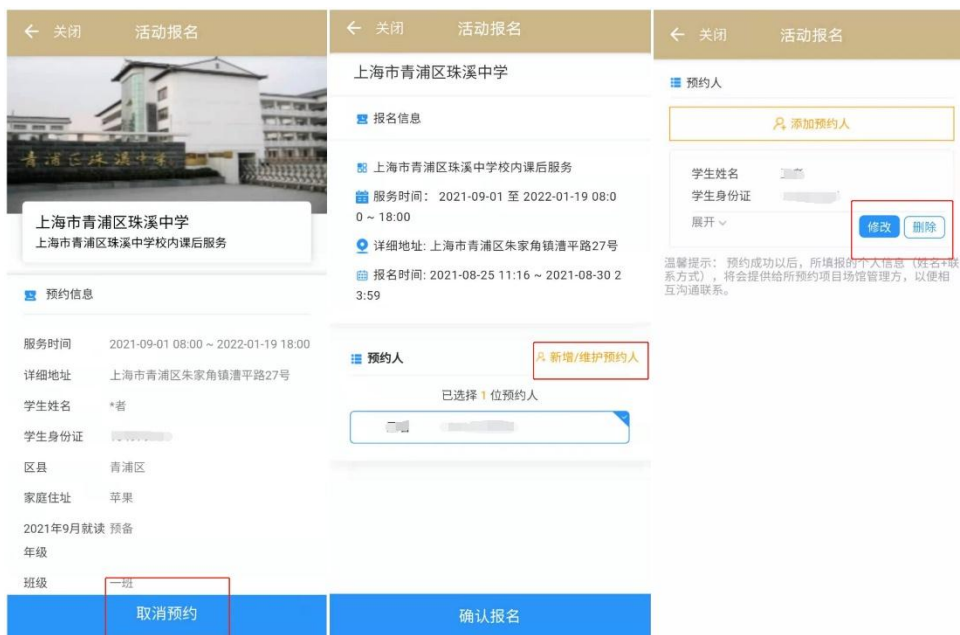 ← 关闭 活动报名
青浦区珠溪中学
上海市青浦区珠溪中学
上海市青浦区珠溪中学校内课后服务
预约信息
服务时间 2021-09-01 08:00 ~ 2022-01-19 18:00
详细地址 上海市青浦区朱家角镇漕平路27号
学生姓名 *者
学生身份证
区县 青浦区
家庭住址 苹果
2021年9月就读 预备
年级
班级 一班
取消预约
← 关闭 活动报名
上海市青浦区珠溪中学
报名信息
上海市青浦区珠溪中学校内课后服务
服务时间: 2021-09-01 至 2022-01-19 08:0
0 ~ 18:00
详细地址: 上海市青浦区朱家角镇漕平路27号
报名时间: 2021-08-25 11:16 ~ 2021-08-30 2
3:59
预约人 新增/维护预约人
已选择 1 位预约人
确认报名
← 关闭 活动报名
预约人
添加预约人
学生姓名
学生身份证
展开 修改 删除
温馨提示: 预约成功以后，所填报的个人信息（姓名+联
系方式），将会提供给所预约项目场馆管理方，以便相
互沟通联系。